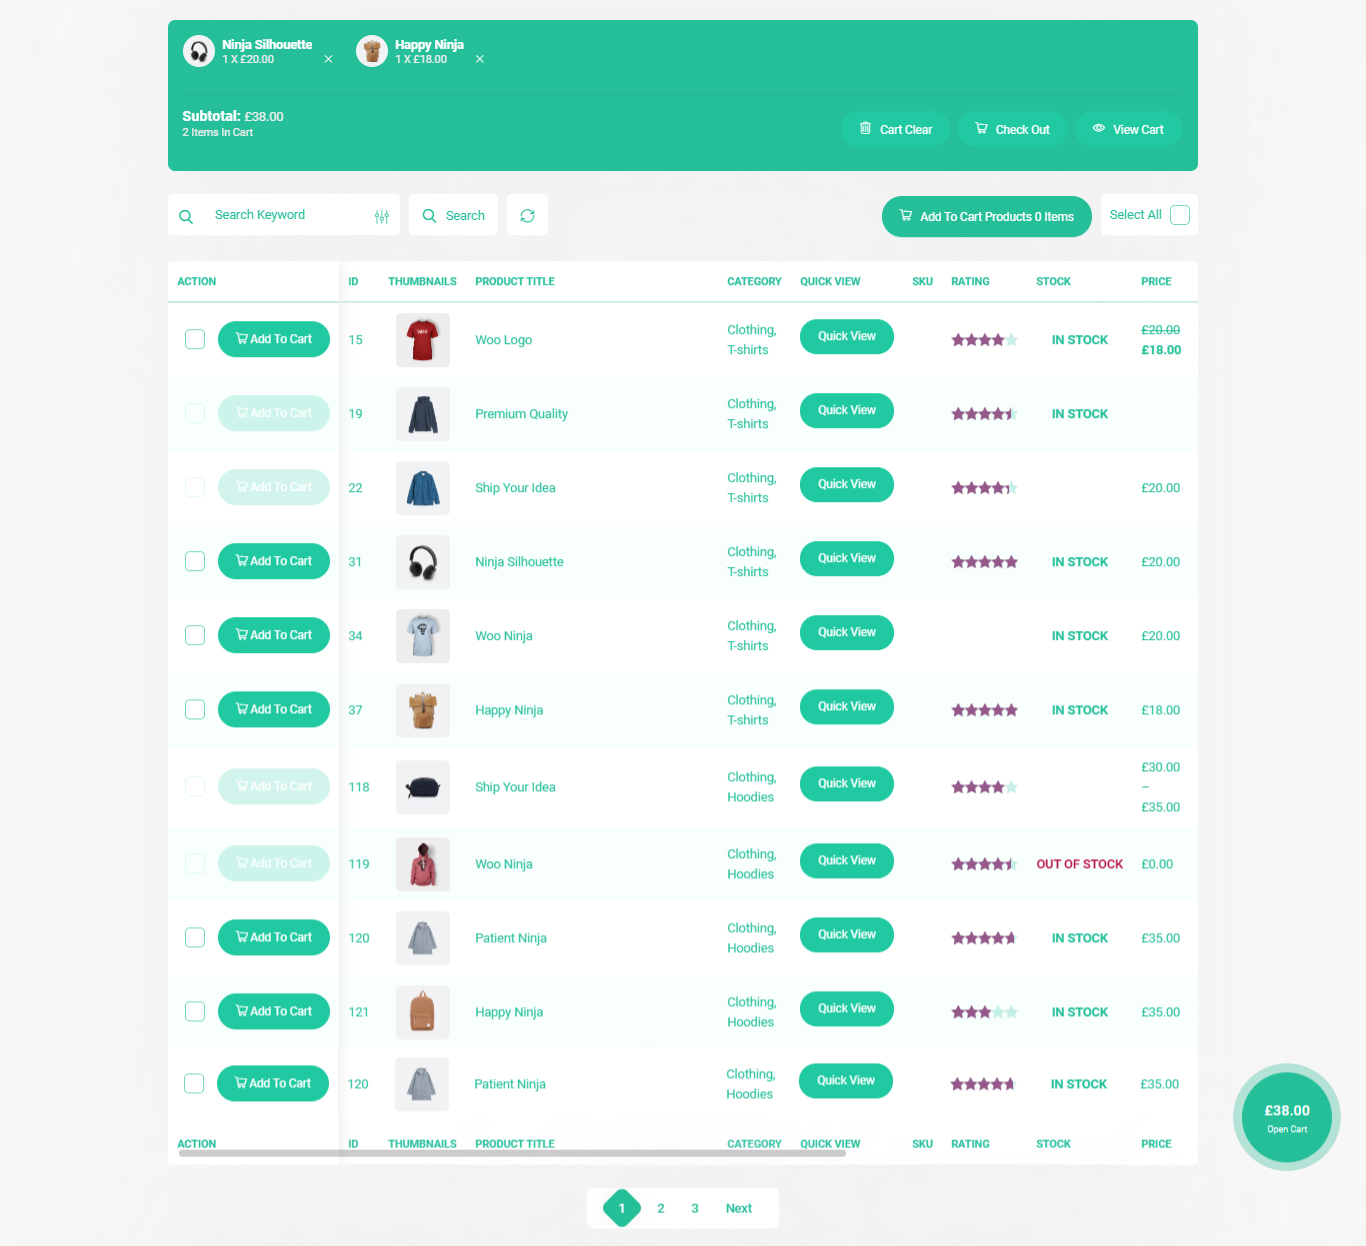 Ninja Silhouette
1 X £20.00 ×
Happy Ninja
1 X £18.00 ×
Subtotal: £38.00
2 Items In Cart
Cart Clear
Check Out
View Cart
Search Keyword
Search
Add To Cart Products 0 Items
Select All
ACTION ID THUMBNAILS PRODUCT TITLE CATEGORY QUICK VIEW SKU RATING STOCK PRICE
Add To Cart 15 Woo Logo Clothing, T-shirts Quick View IN STOCK £20.00 £18.00
Add To Cart 19 Premium Quality Clothing, T-shirts Quick View IN STOCK
Add To Cart 22 Ship Your Idea Clothing, T-shirts Quick View £20.00
Add To Cart 31 Ninja Silhouette Clothing, T-shirts Quick View IN STOCK £20.00
Add To Cart 34 Woo Ninja Clothing, T-shirts Quick View IN STOCK £20.00
Add To Cart 37 Happy Ninja Clothing, T-shirts Quick View IN STOCK £18.00
Add To Cart 118 Ship Your Idea Clothing, Hoodies Quick View £30.00 – £35.00
Add To Cart 119 Woo Ninja Clothing, Hoodies Quick View OUT OF STOCK £0.00
Add To Cart 120 Patient Ninja Clothing, Hoodies Quick View IN STOCK £35.00
Add To Cart 121 Happy Ninja Clothing, Hoodies Quick View IN STOCK £35.00
Add To Cart 120 Patient Ninja Clothing, Hoodies Quick View IN STOCK £35.00
ACTION ID THUMBNAILS PRODUCT TITLE CATEGORY QUICK VIEW SKU RATING STOCK PRICE
£38.00
Open Cart
1 2 3 Next